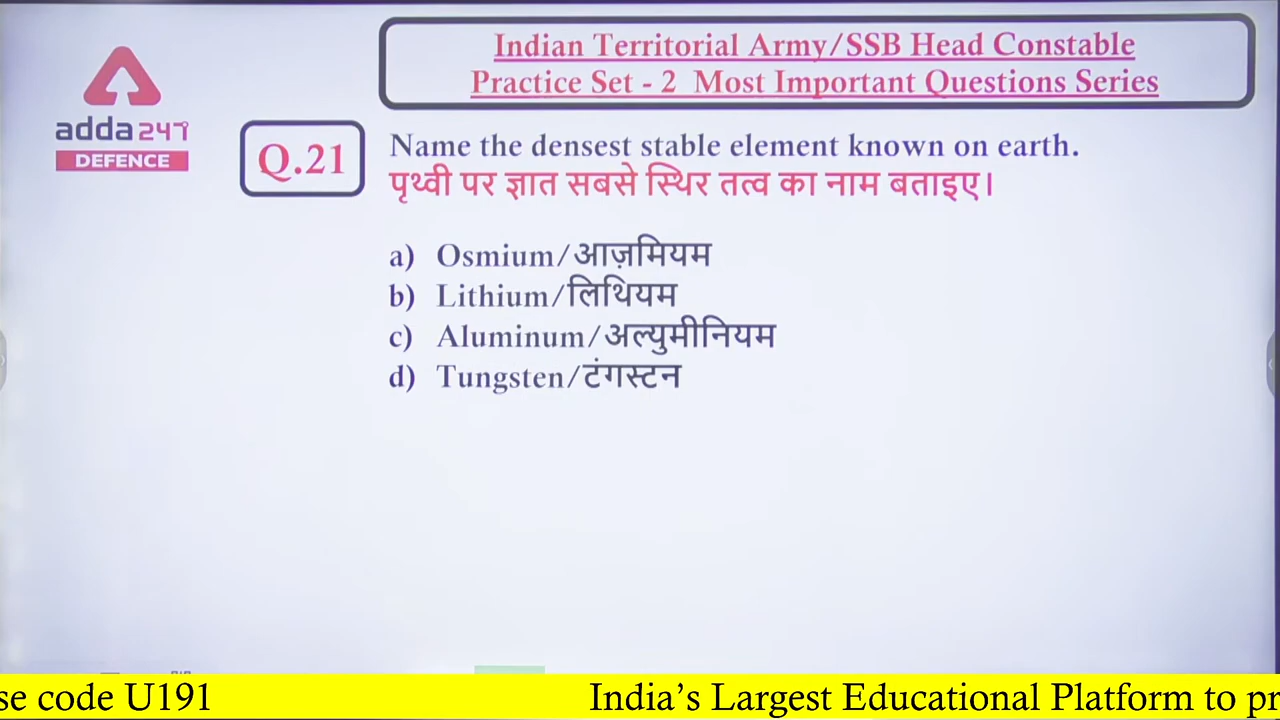 Indian Territorial Army/SSB Head Constable
Practice Set - 2 Most Important Questions Series
adda247
DEFENCE
Q.21
Name the densest stable element known on earth.
पृथ्वी पर ज्ञात सबसे स्थिर तत्व का नाम बताइए।
a) Osmium/आज़मियम
b) Lithium/लिथियम
c) Aluminum/अल्युमीनियम
d) Tungsten/टंगस्टन
se code U191
India's Largest Educational Platform to pr